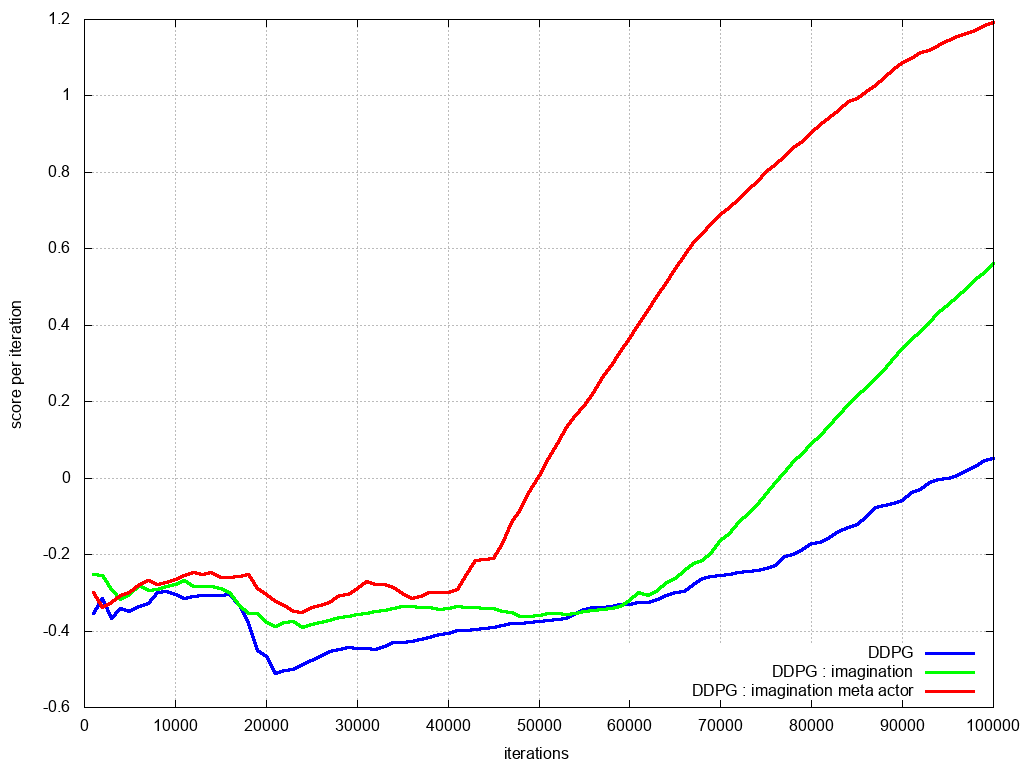 1.2
1
0.8
0.6
0.4
0.2
0
-0.2
-0.4
-0.6
score per iteration
0 10000 20000 30000 40000 50000 60000 70000 80000 90000 100000
iterations
DDPG
DDPG : imagination
DDPG : imagination meta actor